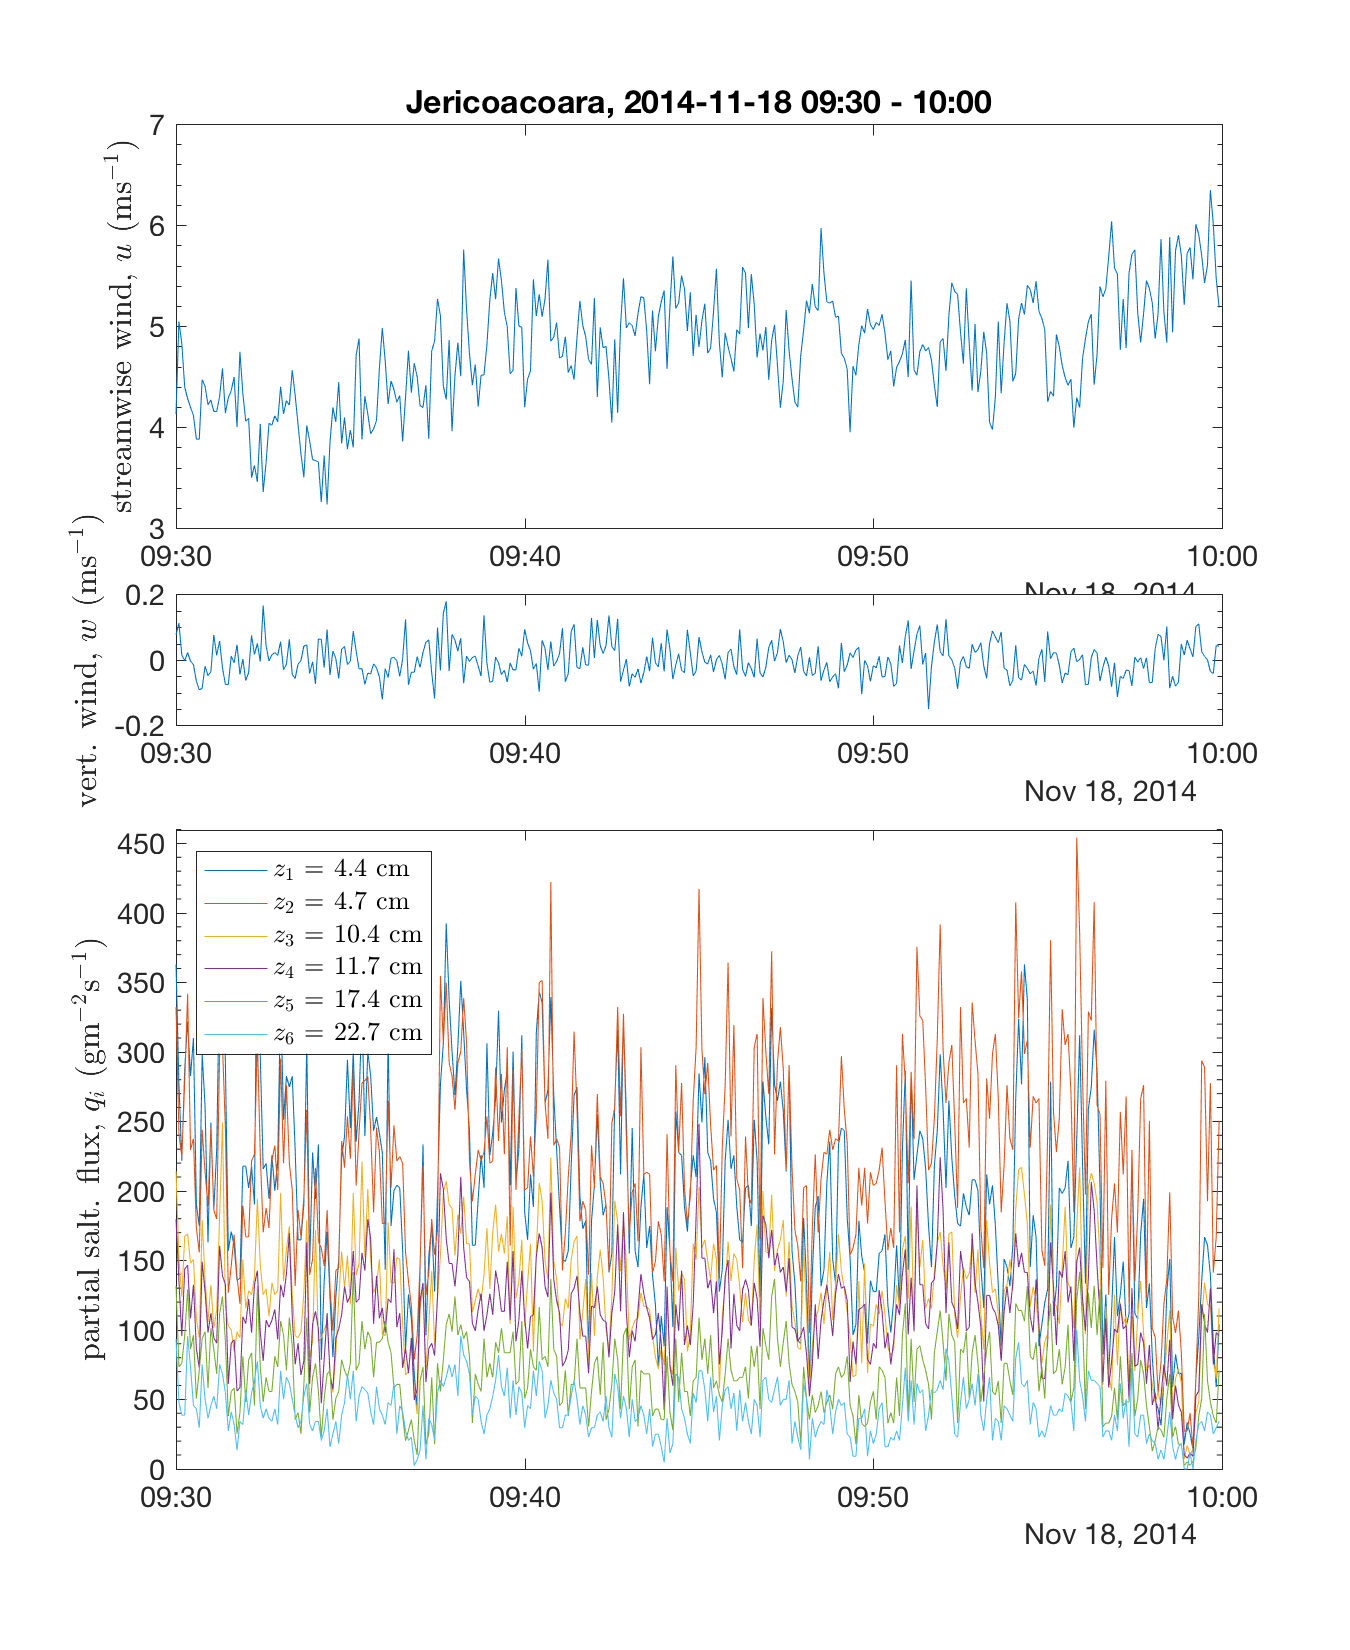 Jericoacoara, 2014-11-18 09:30 - 10:00
streamwise wind, u (ms⁻¹)
7
6
5
4
3
09:30 09:40 09:50 10:00
Nov 18, 2014
vert. wind, w (ms⁻¹)
0.2
0
-0.2
09:30 09:40 09:50 10:00
Nov 18, 2014
partial salt. flux, qᵢ (gm⁻²s⁻¹)
450
400
350
300
250
200
150
100
50
0
z₁ = 4.4 cm
z₂ = 4.7 cm
z₃ = 10.4 cm
z₄ = 11.7 cm
z₅ = 17.4 cm
z₆ = 22.7 cm
09:30 09:40 09:50 10:00
Nov 18, 2014